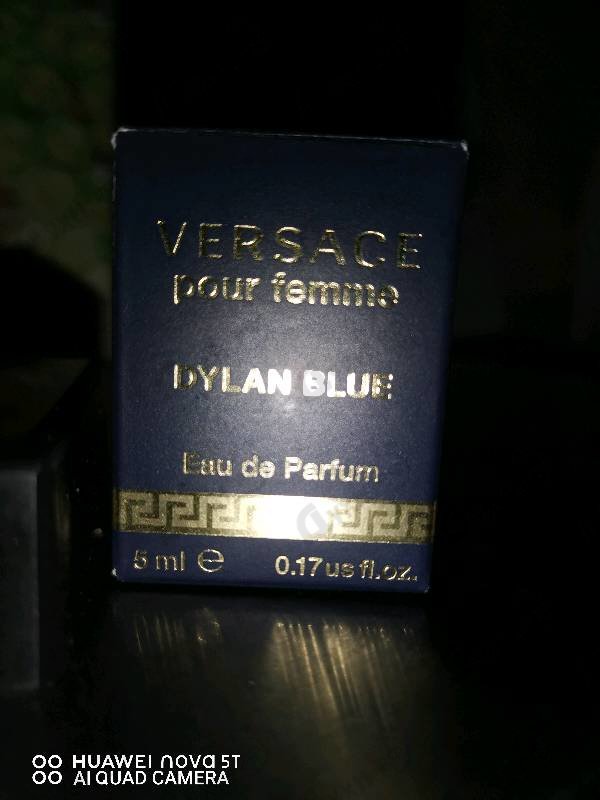 VERSACE
pour femme
DYLAN BLUE
Eau de Parfum
5 ml ℮ 0.17 us fl.oz.
HUAWEI nova 5T
AI QUAD CAMERA